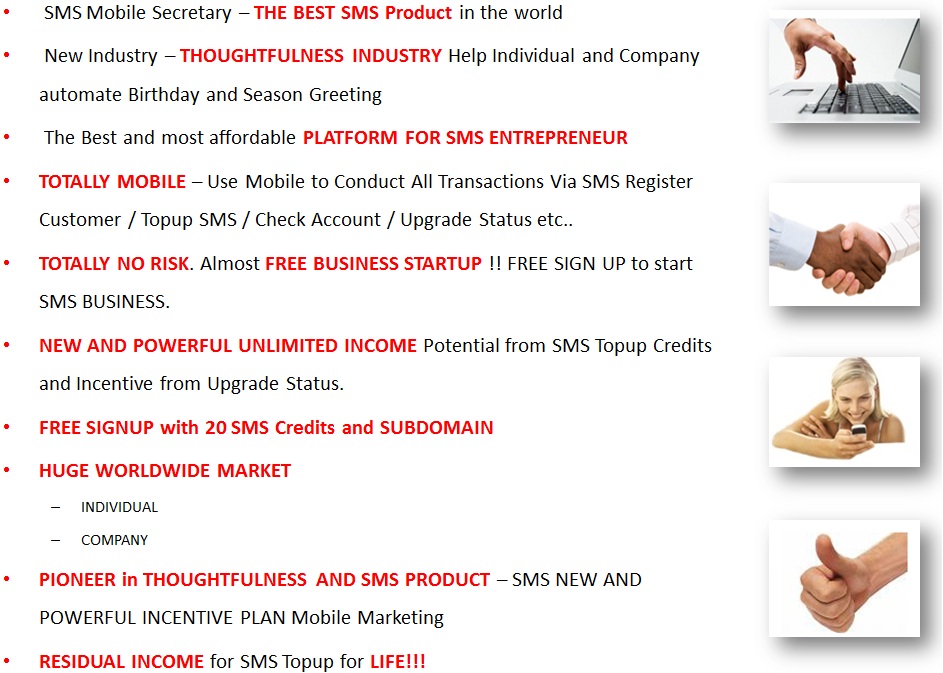 • SMS Mobile Secretary – THE BEST SMS Product in the world
• New Industry – THOUGHTFULNESS INDUSTRY Help Individual and Company
automate Birthday and Season Greeting
• The Best and most affordable PLATFORM FOR SMS ENTREPRENEUR
• TOTALLY MOBILE – Use Mobile to Conduct All Transactions Via SMS Register
Customer / Topup SMS / Check Account / Upgrade Status etc..
• TOTALLY NO RISK. Almost FREE BUSINESS STARTUP !! FREE SIGN UP to start
SMS BUSINESS.
• NEW AND POWERFUL UNLIMITED INCOME Potential from SMS Topup Credits
and Incentive from Upgrade Status.
• FREE SIGNUP with 20 SMS Credits and SUBDOMAIN
• HUGE WORLDWIDE MARKET
– INDIVIDUAL
– COMPANY
• PIONEER in THOUGHTFULNESS AND SMS PRODUCT – SMS NEW AND
POWERFUL INCENTIVE PLAN Mobile Marketing
• RESIDUAL INCOME for SMS Topup for LIFE!!!